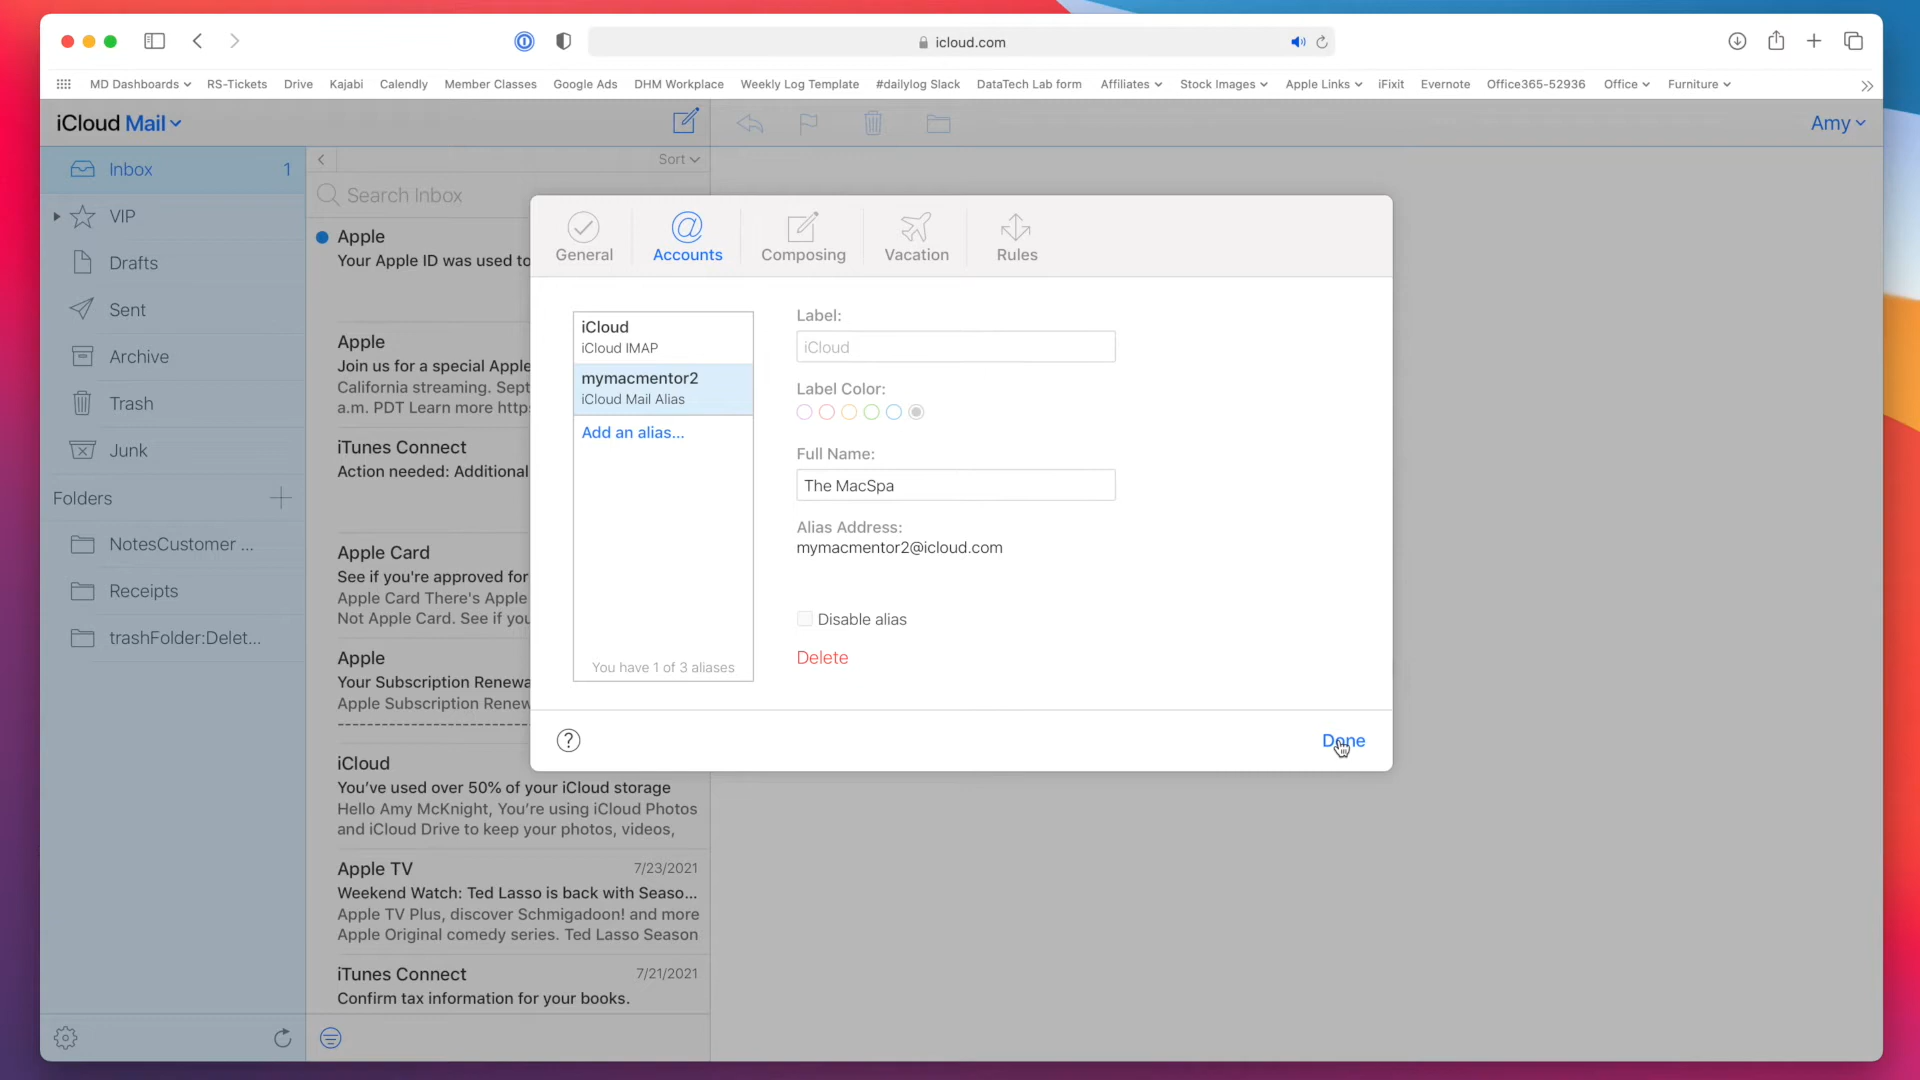 icloud.com
MD Dashboards
RS-Tickets
Drive
Kajabi
Calendly
Member Classes
Google Ads
DHM Workplace
Weekly Log Template
#dailylog Slack
DataTech Lab form
Affiliates
Stock Images
Apple Links
iFixit
Evernote
Office365-52936
Office
Furniture
iCloud Mail
Amy
Inbox 1
VIP
Drafts
Sent
Archive
Trash
Junk
Folders
NotesCustomer ...
Receipts
trashFolder:Delet...
Sort
Search Inbox
Apple
Your Apple ID was used to
Apple
Join us for a special Apple
California streaming. Sept
a.m. PDT Learn more http
iTunes Connect
Action needed: Additional
Apple Card
See if you're approved for
Apple Card There's Apple
Not Apple Card. See if you
Apple
Your Subscription Renewa
Apple Subscription Renew
------------------------
iCloud
You've used over 50% of your iCloud storage
Hello Amy McKnight, You're using iCloud Photos
and iCloud Drive to keep your photos, videos,
Apple TV 7/23/2021
Weekend Watch: Ted Lasso is back with Seaso...
Apple TV Plus, discover Schmigadoon! and more
Apple Original comedy series. Ted Lasso Season
iTunes Connect 7/21/2021
Confirm tax information for your books.
General
Accounts
Composing
Vacation
Rules
iCloud
iCloud IMAP
mymacmentor2
iCloud Mail Alias
Add an alias...
You have 1 of 3 aliases
Label:
iCloud
Label Color:
Full Name:
The MacSpa
Alias Address:
mymacmentor2@icloud.com
Disable alias
Delete
?
Done